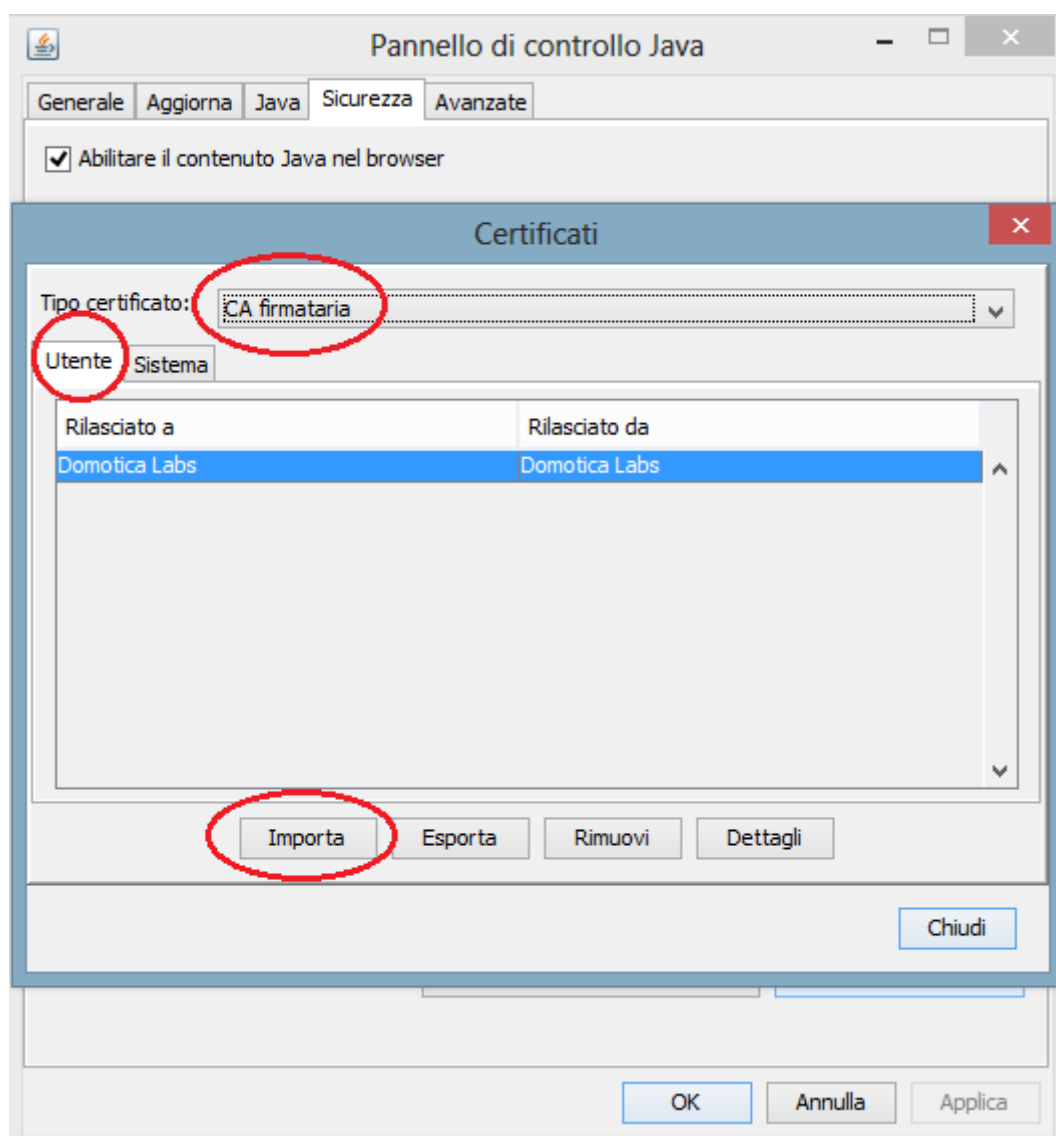 Pannello di controllo Java
Generale Aggiorna Java Sicurezza Avanzate
Abilitare il contenuto Java nel browser
Certificati
Tipo certificato: CA firmataria
Utente Sistema
Rilasciato a Rilasciato da
Domotica Labs Domotica Labs
Importa Esporta Rimuovi Dettagli
Chiudi
OK Annulla Applica